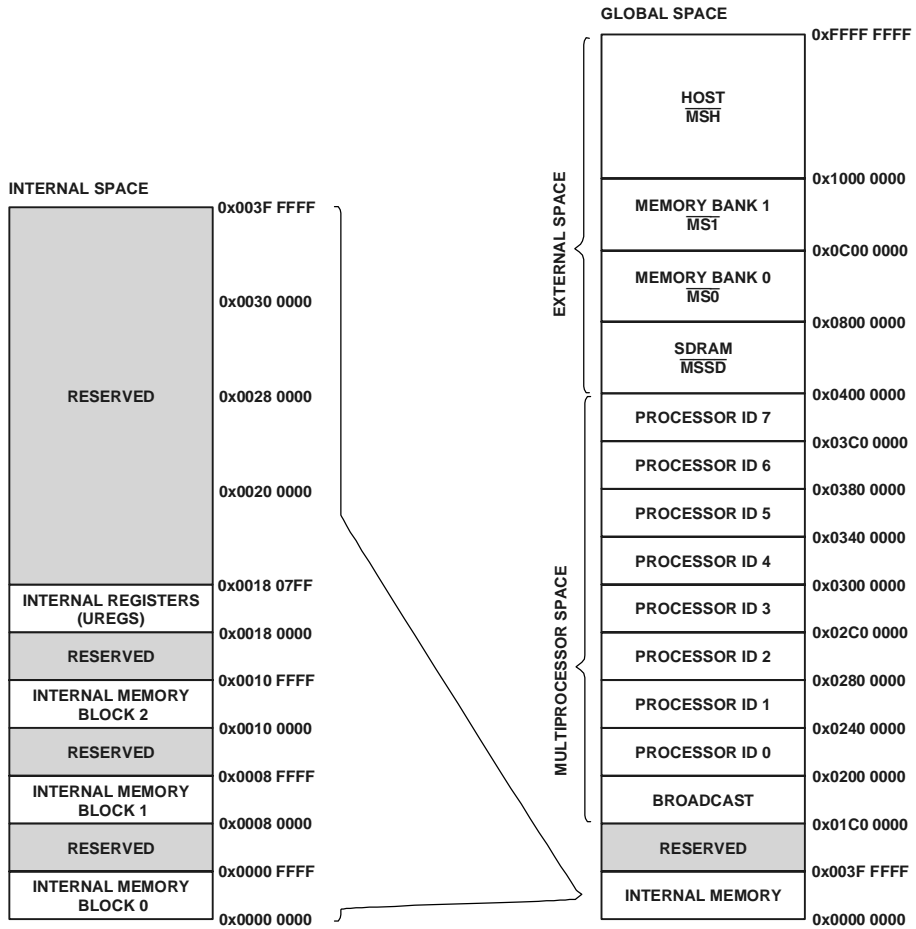 INTERNAL SPACE
0x003F FFFF
0x0030 0000
RESERVED
0x0028 0000
0x0020 0000
0x0018 07FF
INTERNAL REGISTERS
(UREGS)
0x0018 0000
RESERVED
0x0010 FFFF
INTERNAL MEMORY
BLOCK 2
0x0010 0000
RESERVED
0x0008 FFFF
INTERNAL MEMORY
BLOCK 1
0x0008 0000
RESERVED
0x0000 FFFF
INTERNAL MEMORY
BLOCK 0
0x0000 0000
GLOBAL SPACE
0xFFFF FFFF
HOST
MSH
0x1000 0000
EXTERNAL SPACE
MEMORY BANK 1
MS1
0x0C00 0000
MEMORY BANK 0
MS0
0x0800 0000
SDRAM
MSSD
0x0400 0000
MULTIPROCESSOR SPACE
PROCESSOR ID 7
0x03C0 0000
PROCESSOR ID 6
0x0380 0000
PROCESSOR ID 5
0x0340 0000
PROCESSOR ID 4
0x0300 0000
PROCESSOR ID 3
0x02C0 0000
PROCESSOR ID 2
0x0280 0000
PROCESSOR ID 1
0x0240 0000
PROCESSOR ID 0
0x0200 0000
BROADCAST
0x01C0 0000
RESERVED
0x003F FFFF
INTERNAL MEMORY
0x0000 0000